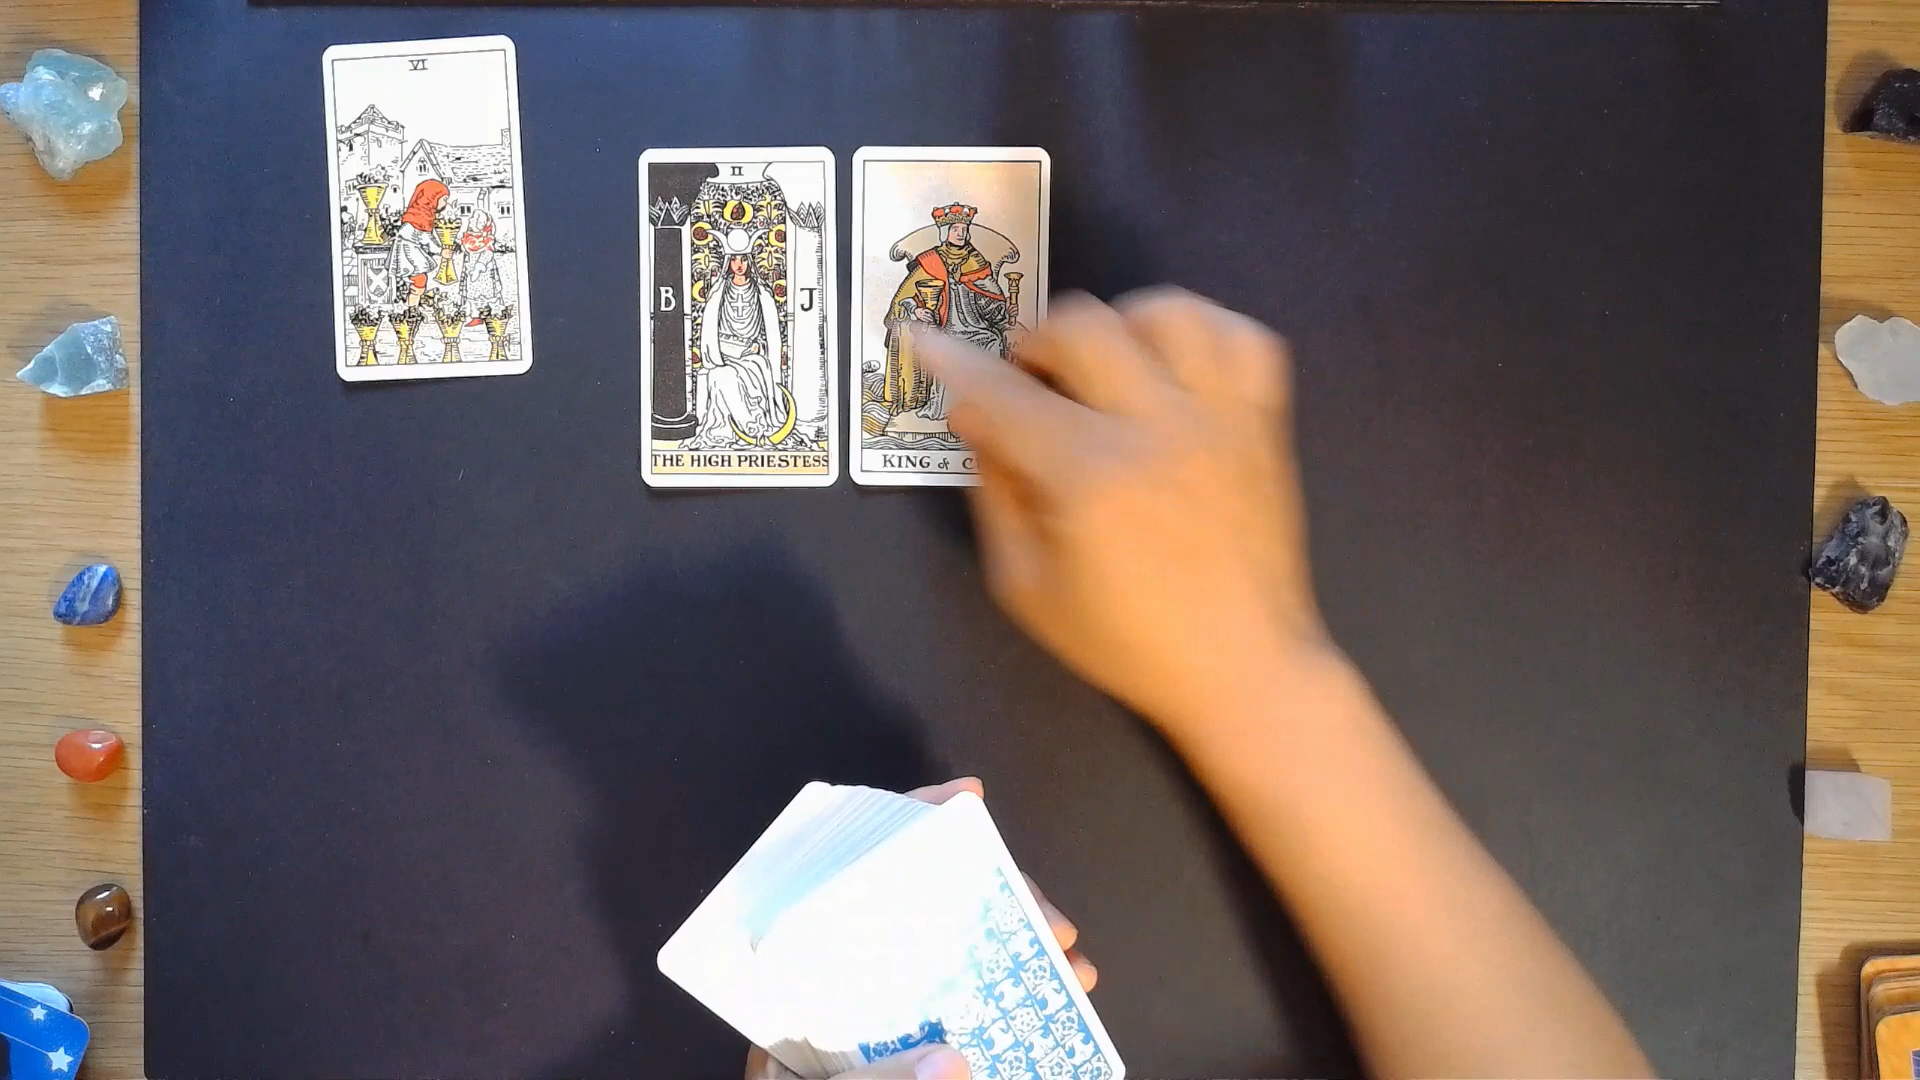 VI
II
B J
THE HIGH PRIESTESS
KING of